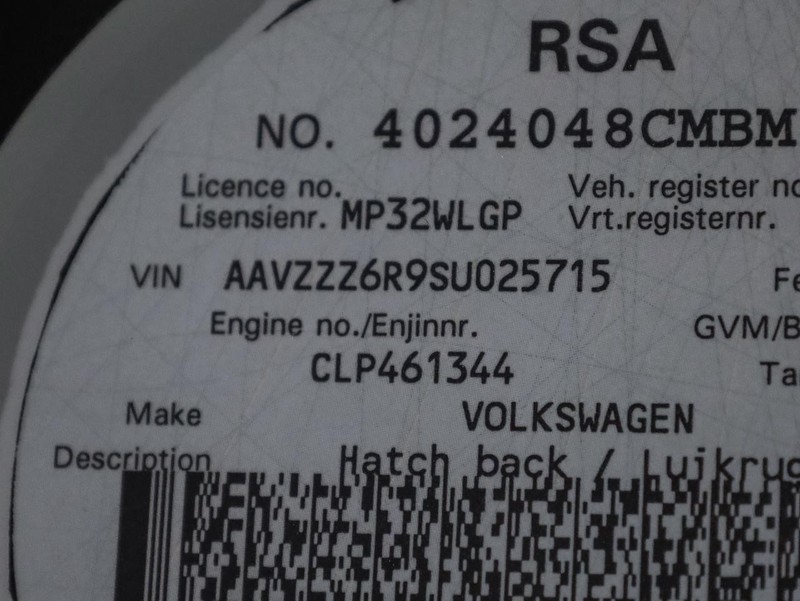 RSA
NO. 4024048CMBM
Licence no.
Lisensienr. MP32WLGP
Veh. register
Vrt.registernr.
VIN AAVZZZ6R9SU025715
Engine no./Enjinnr.
GVM/B
CLP461344
Make VOLKSWAGEN
Description Hatch back /